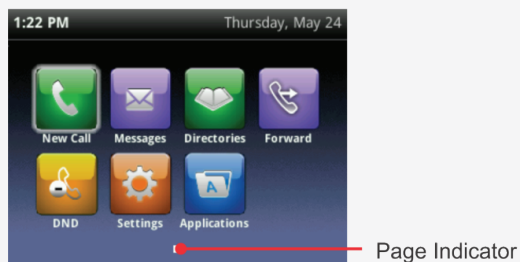 1:22 PM Thursday, May 24
New Call Messages Directories Forward
A
DND Settings Applications
Page Indicator